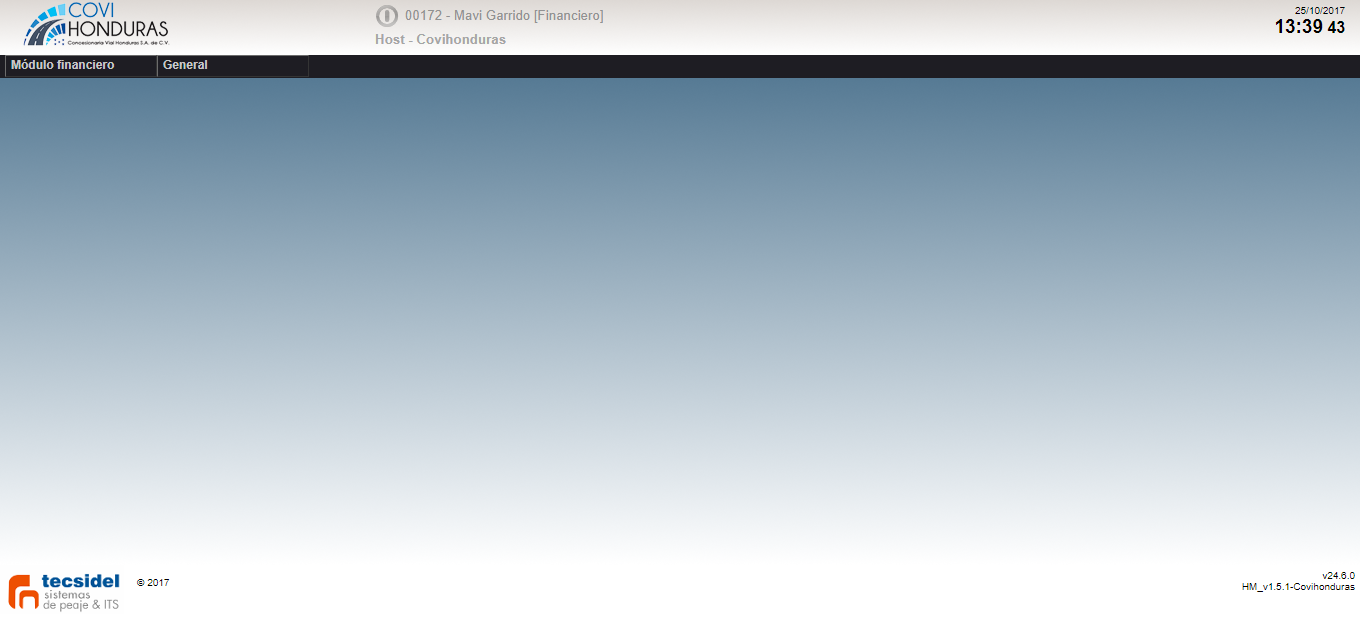 COVI
HONDURAS
Concesionaria Vial Honduras S.A. de C.V.
00172 - Mavi Garrido [Financiero]
Host - Covihonduras
25/10/2017
13:39 43
Módulo financiero
General
tecsidel
sistemas
de peaje & ITS
© 2017
v24.6.0
HM_v1.5.1-Covihonduras